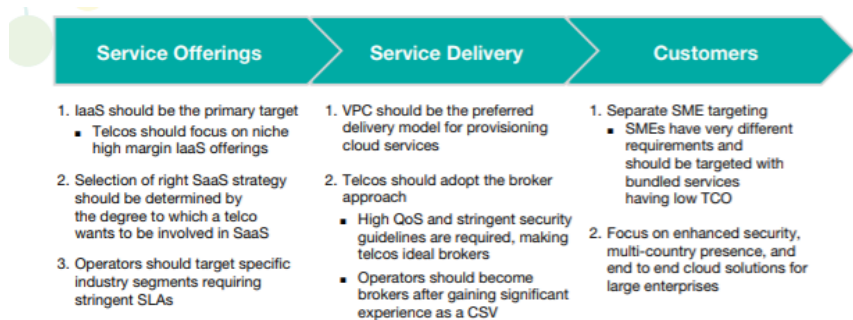 Service Offerings
Service Delivery
Customers
1. IaaS should be the primary target
▪ Telcos should focus on niche
high margin IaaS offerings
2. Selection of right SaaS strategy
should be determined by
the degree to which a telco
wants to be involved in SaaS
3. Operators should target specific
industry segments requiring
stringent SLAs
1. VPC should be the preferred
delivery model for provisioning
cloud services
2. Telcos should adopt the broker
approach
▪ High QoS and stringent security
guidelines are required, making
telcos ideal brokers
▪ Operators should become
brokers after gaining significant
experience as a CSV
1. Separate SME targeting
▪ SMEs have very different
requirements and
should be targeted with
bundled services
having low TCO
2. Focus on enhanced security,
multi-country presence, and
end to end cloud solutions for
large enterprises